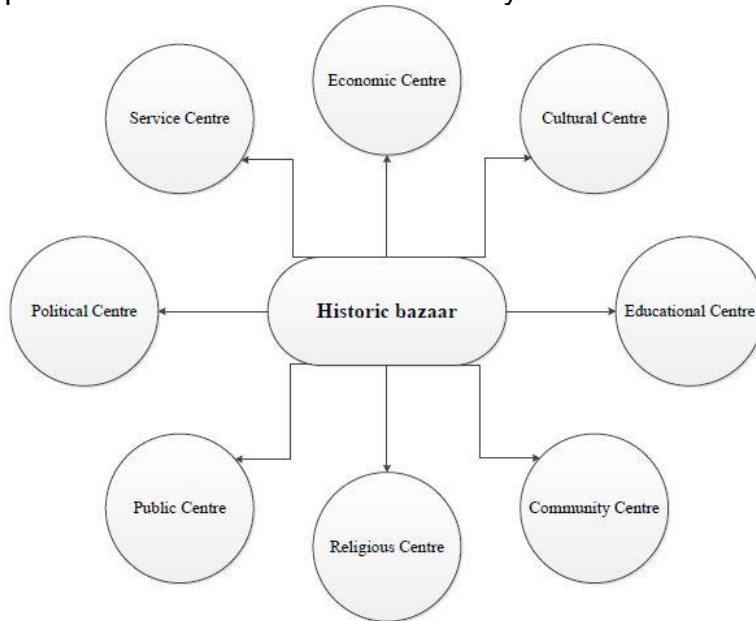 Economic Centre
Service Centre
Cultural Centre
Political Centre
Historic bazaar
Educational Centre
Public Centre
Religious Centre
Community Centre